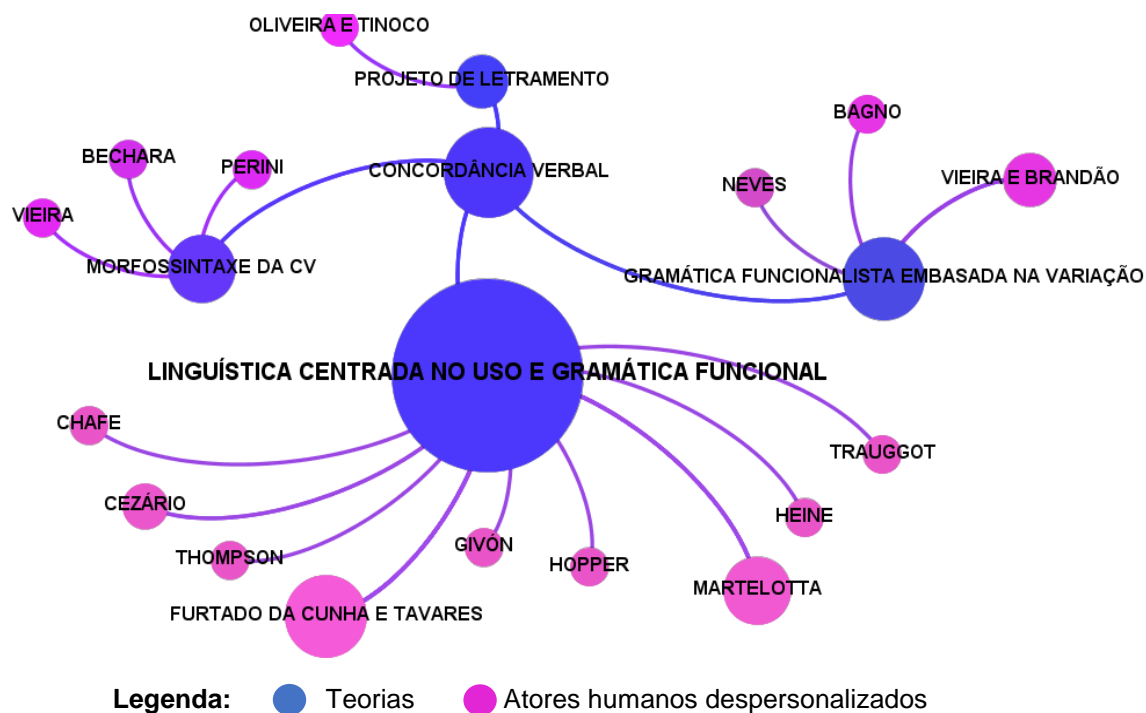 OLIVEIRA E TINOCO
PROJETO DE LETRAMENTO
BAGNO
BECHARA
PERINI
CONCORDÂNCIA VERBAL
NEVES
VIEIRA E BRANDÃO
VIEIRA
MORFOSSINTAXE DA CV
GRAMÁTICA FUNCIONALISTA EMBASADA NA VARIAÇÃO
LINGUÍSTICA CENTRADA NO USO E GRAMÁTICA FUNCIONAL
CHAFE
TRAUGGOT
CEZÁRIO
HEINE
THOMPSON
GIVÓN
HOPPER
MARTELOTTA
FURTADO DA CUNHA E TAVARES
Legenda: Teorias Atores humanos despersonalizados